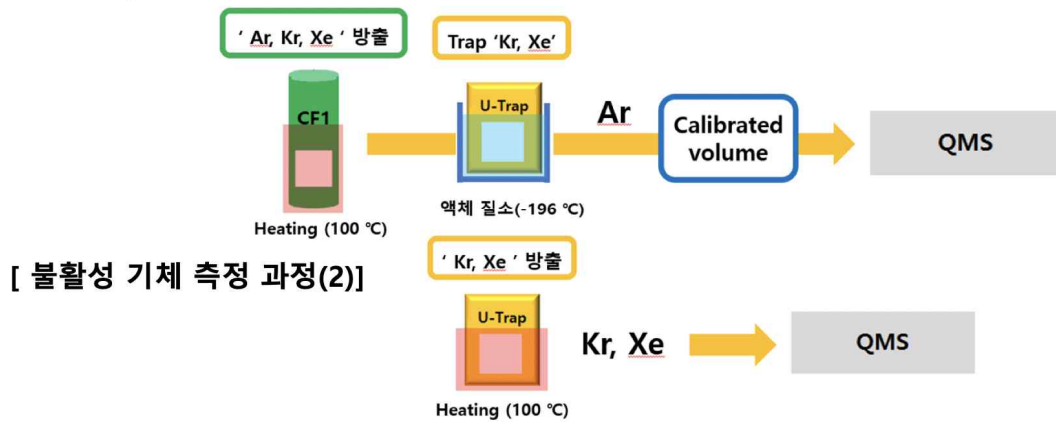 ‘ Ar, Kr, Xe ‘ 방출
Trap ‘Kr, Xe’
CF1
U-Trap
Ar
Calibrated
volume
QMS
액체 질소(-196 ℃)
Heating (100 ℃)
‘ Kr, Xe ’ 방출
[ 불활성 기체 측정 과정(2)]
U-Trap
Kr, Xe
QMS
Heating (100 ℃)